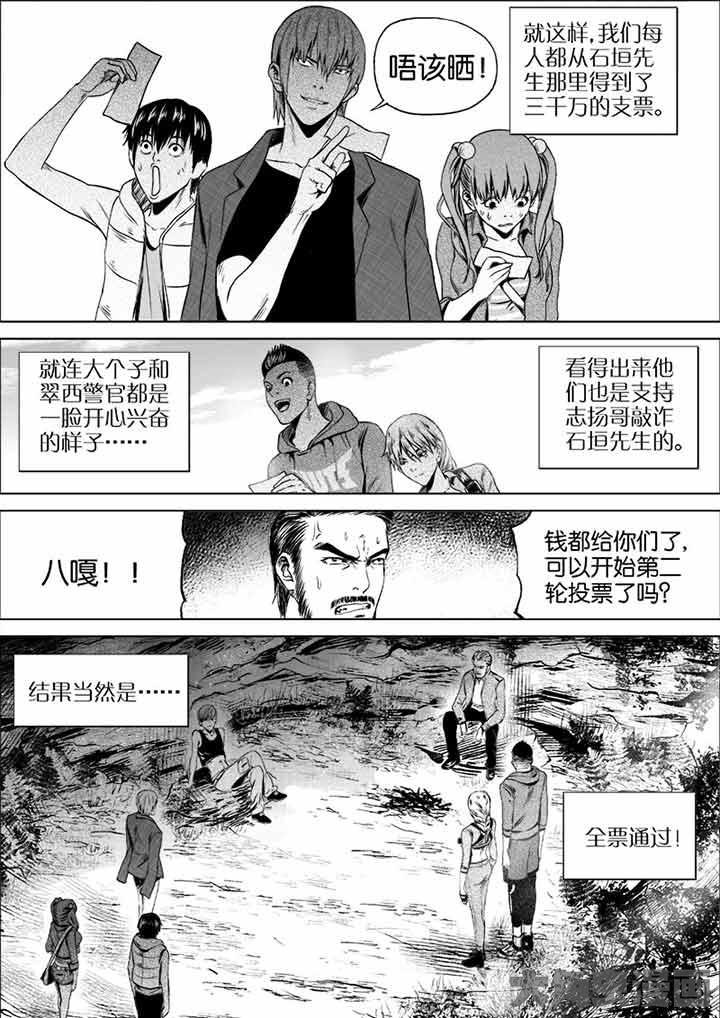 就这样，我们每
人都从石垣先
生那里得到了
三千万的支票。
唔该晒！
就连大个子和
翠西警官都是
一脸开心兴奋
的样子……
看得出来他
们也是支持
志扬哥敲诈
石垣先生的。
八嘎！！
钱都给你们了，
可以开始第二
轮投票了吗？
结果当然是……
全票通过！